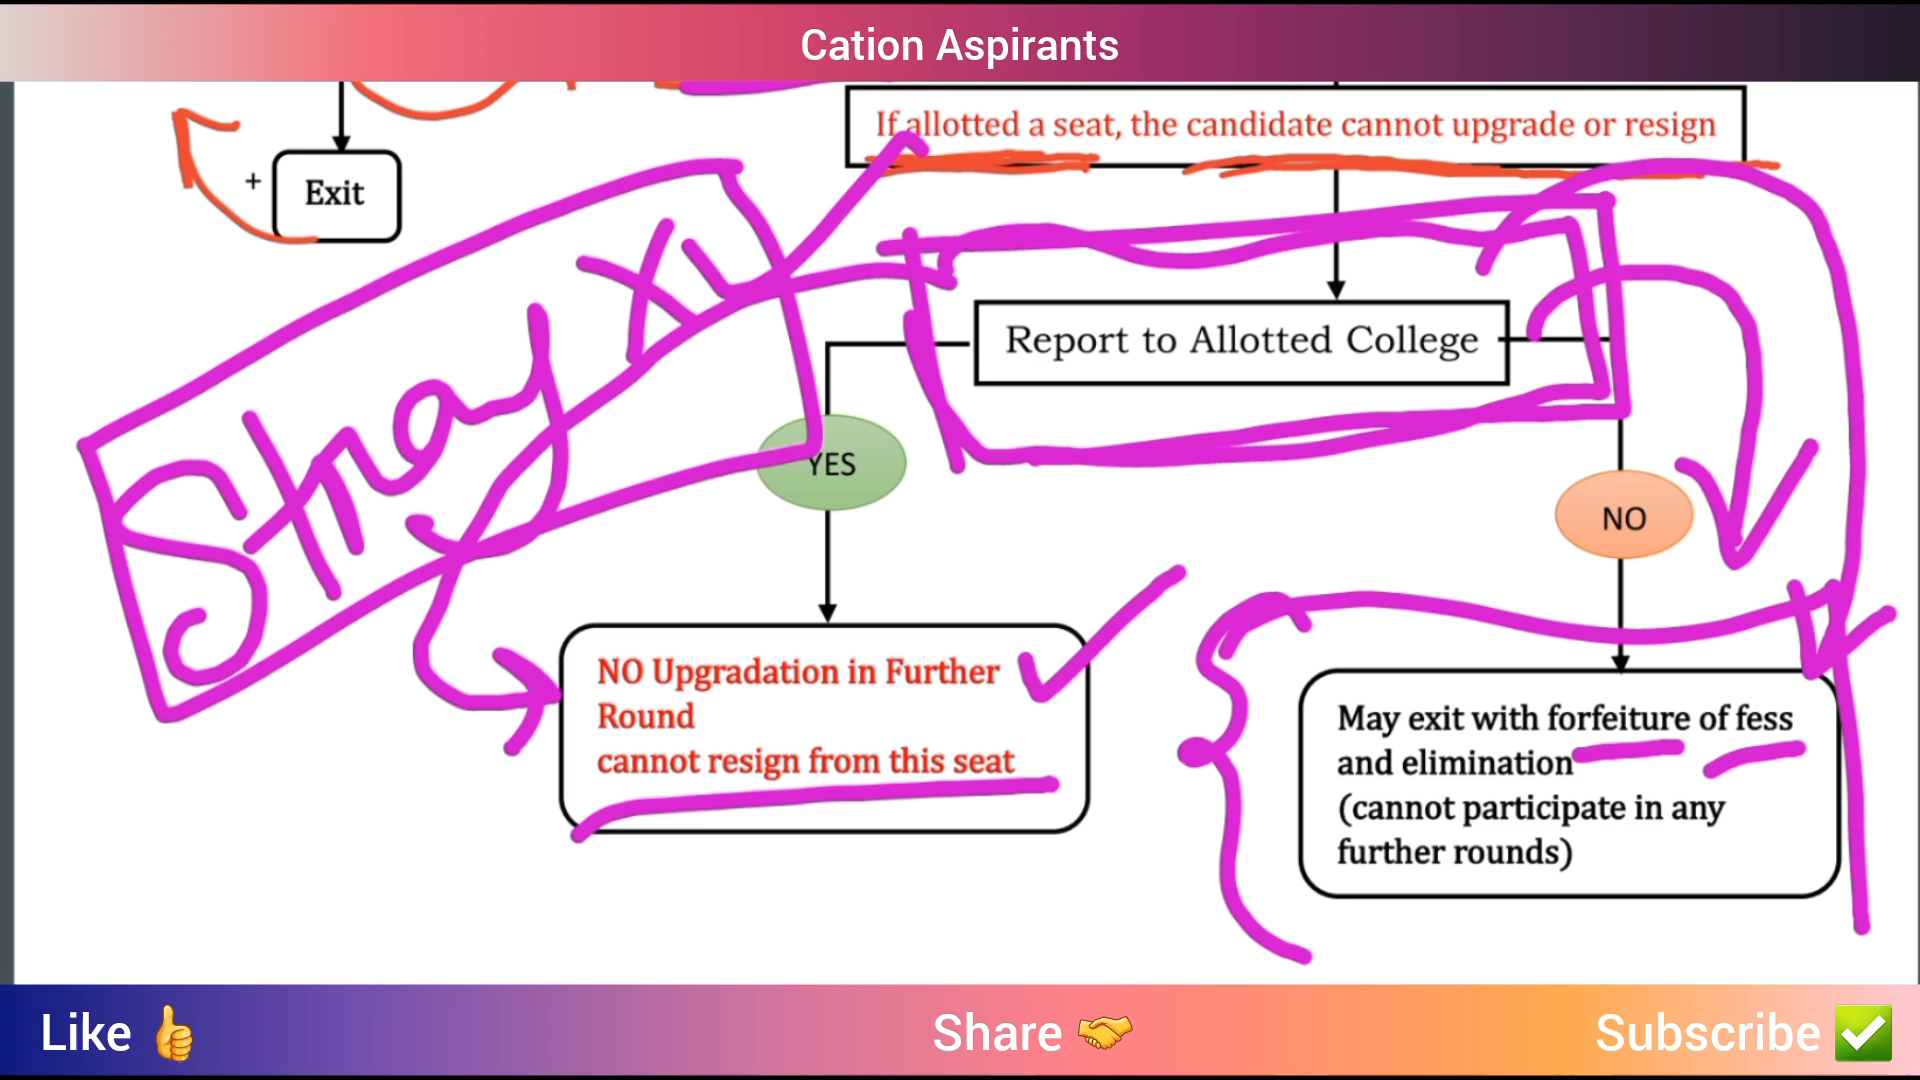 Cation Aspirants
If allotted a seat, the candidate cannot upgrade or resign
+
Exit
Stray
Report to Allotted College
YES
NO
NO Upgradation in Further
Round
cannot resign from this seat
May exit with forfeiture of fess
and elimination
(cannot participate in any
further rounds)
Like 👍
Share 🤝
Subscribe ✅